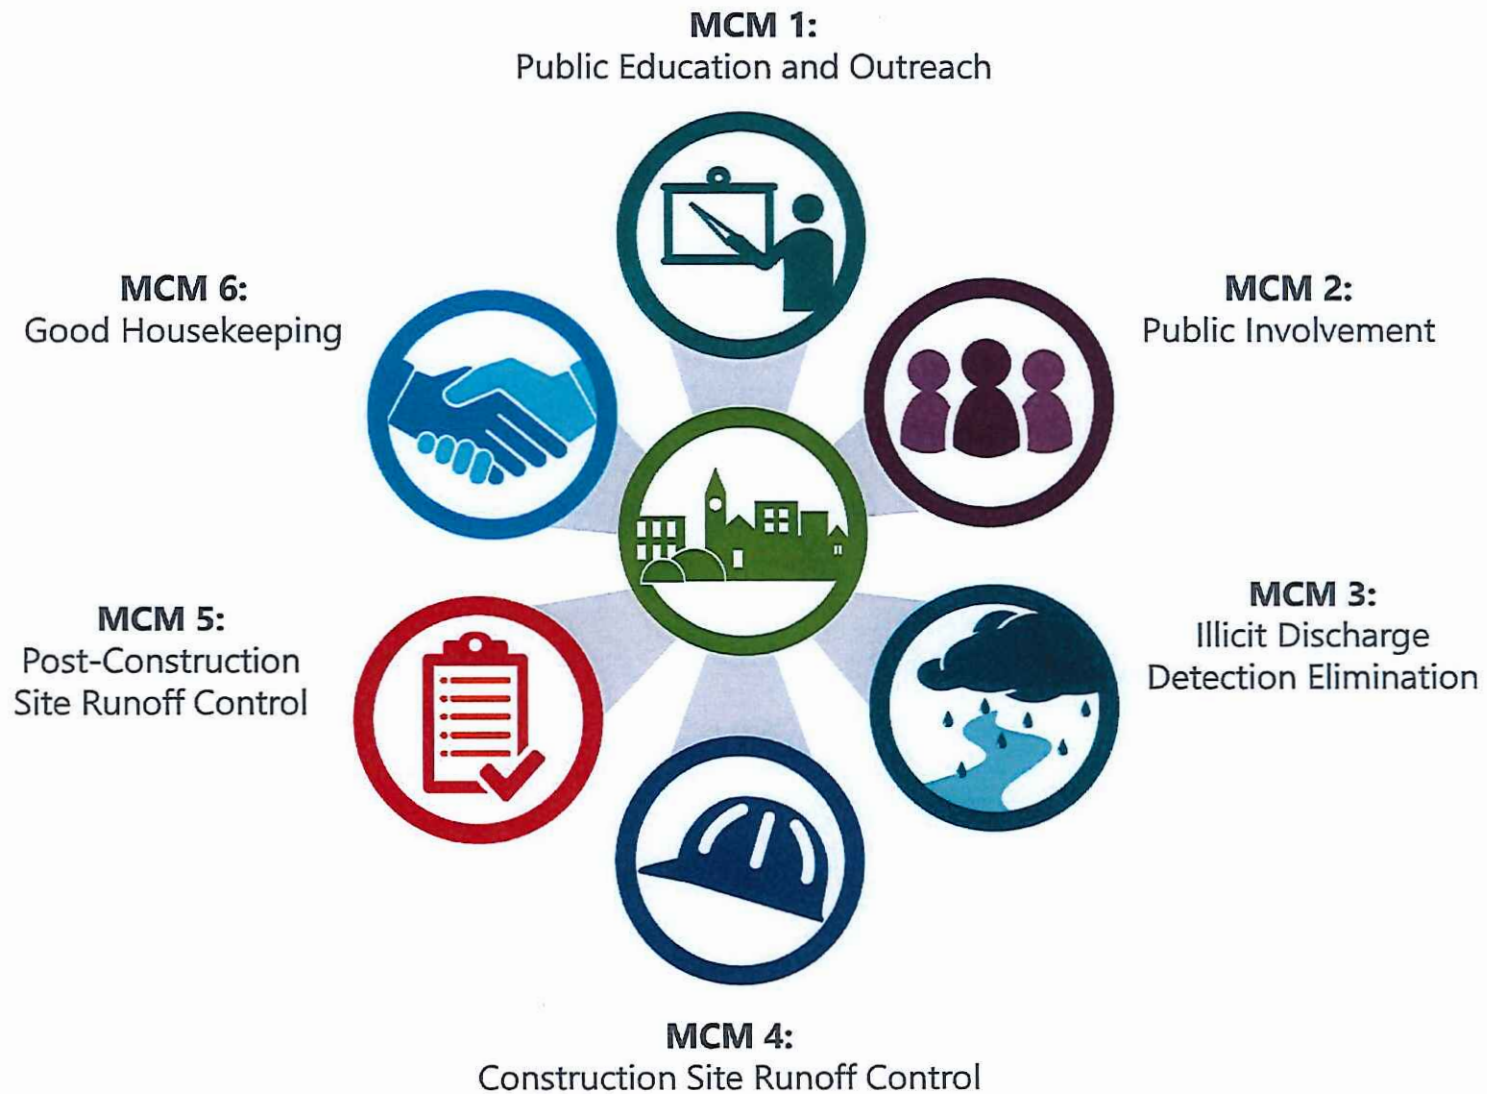 MCM 1:
Public Education and Outreach
MCM 2:
Public Involvement
MCM 3:
Illicit Discharge
Detection Elimination
MCM 4:
Construction Site Runoff Control
MCM 5:
Post-Construction
Site Runoff Control
MCM 6:
Good Housekeeping